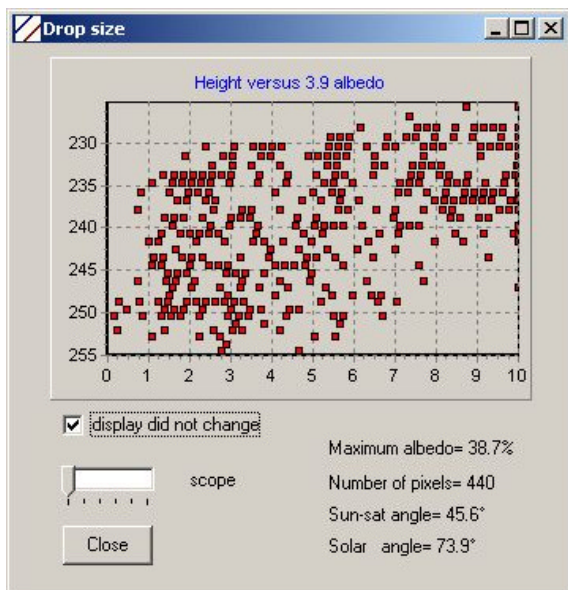 Drop size
Height versus 3.9 albedo
230
235
240
245
250
255
0 1 2 3 4 5 6 7 8 9 10
display did not change
scope
Close
Maximum albedo= 38.7%
Number of pixels= 440
Sun-sat angle= 45.6°
Solar angle= 73.9°